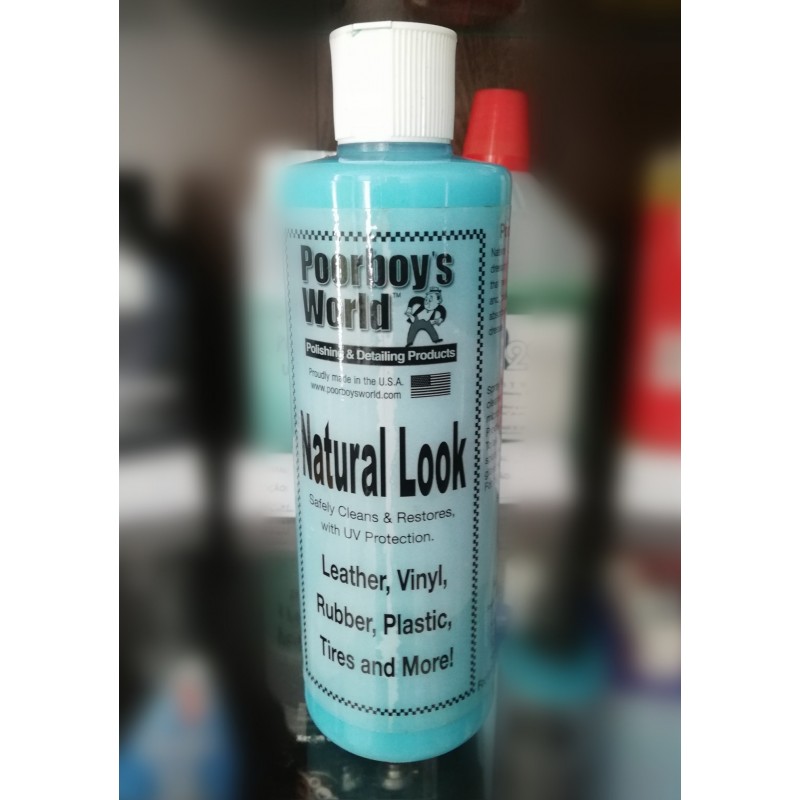 Poorboy's
World™
Polishing & Detailing Products
Proudly made in the U.S.A.
www.poorboysworld.com
Natural Look
Safely Cleans & Restores,
with UV Protection.
Leather, Vinyl,
Rubber, Plastic,
Tires and More!